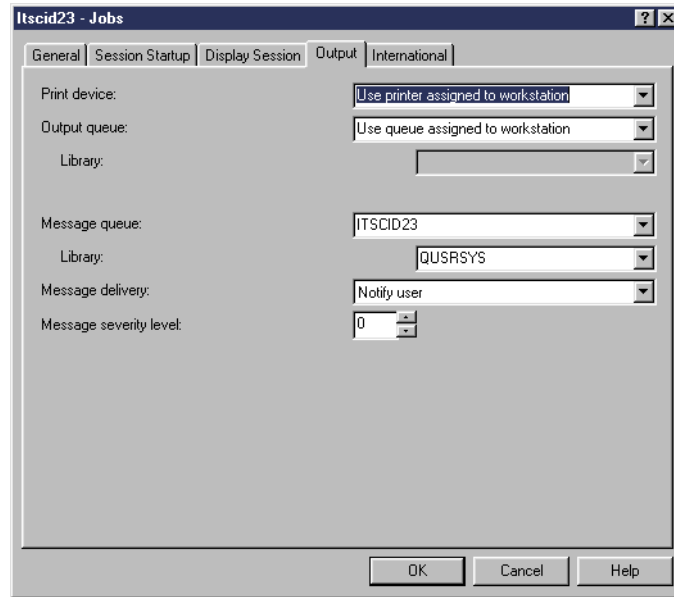 Itscid23 - Jobs
General Session Startup Display Session Output International
Print device: Use printer assigned to workstation
Output queue: Use queue assigned to workstation
Library:
Message queue: ITSCID23
Library: QUSRSYS
Message delivery: Notify user
Message severity level: 0
OK Cancel Help